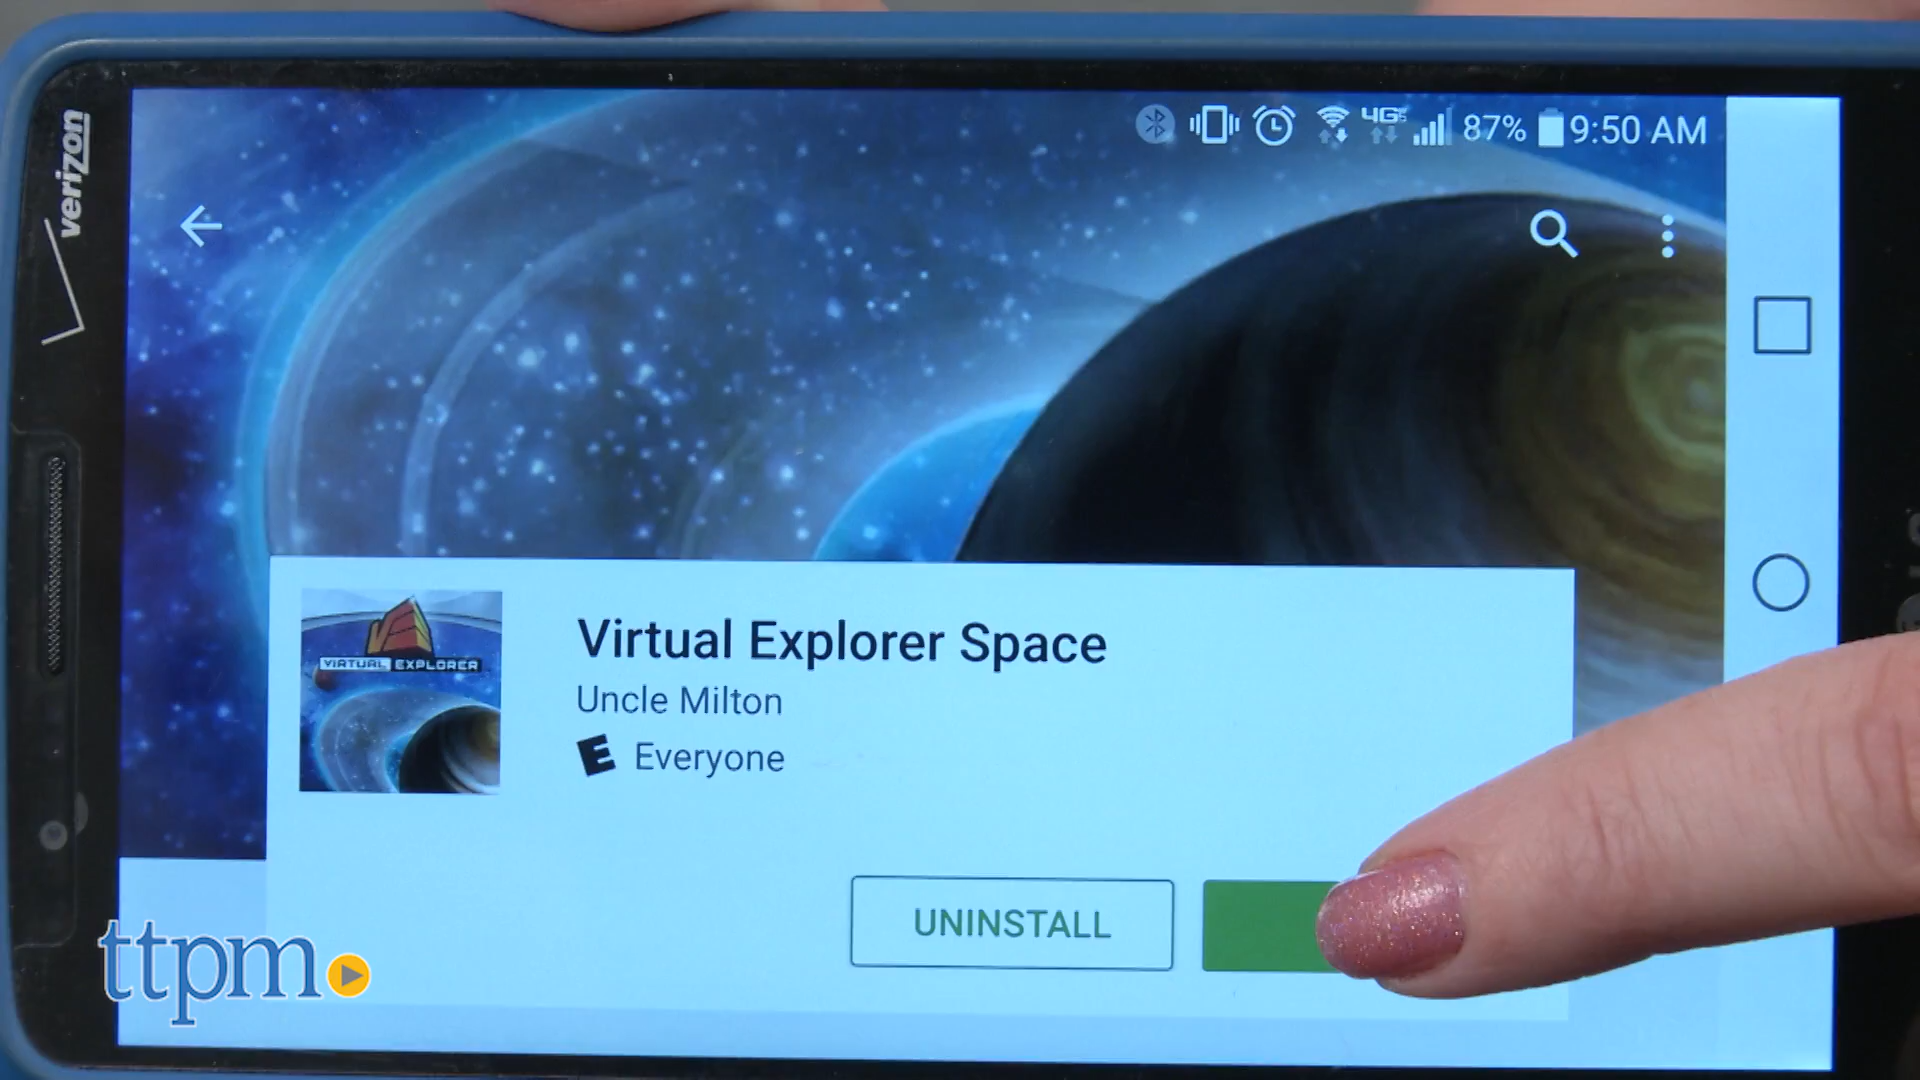 verizon
4G
87% 9:50 AM
VIRTUAL EXPLORER
Virtual Explorer Space
Uncle Milton
E Everyone
UNINSTALL
ttpm